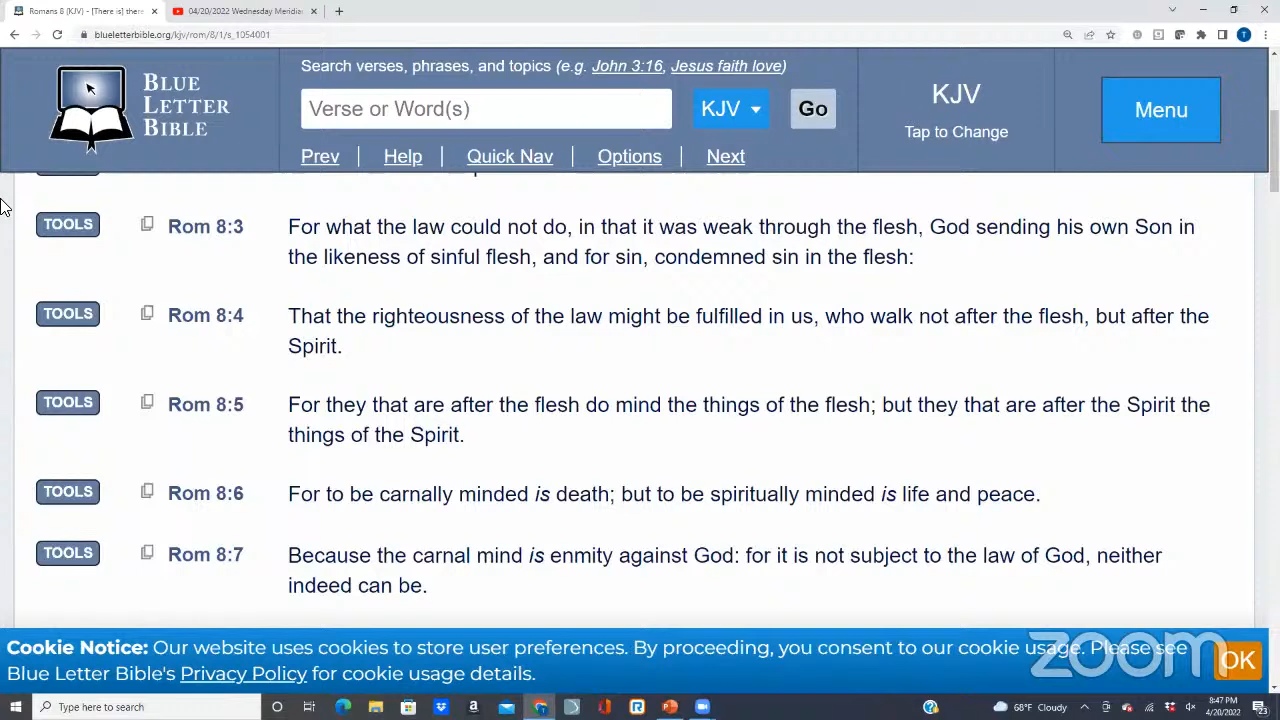 Romans 8 (KJV) - [There is] there
04/20/2022 Wednesday Meridia
blueletterbible.org/kjv/rom/8/1/s_1054001
T
BLUE
LETTER
BIBLE
Search verses, phrases, and topics (e.g. John 3:16, Jesus faith love)
Verse or Word(s)
KJV
Go
Prev
Help
Quick Nav
Options
Next
KJV
Tap to Change
Menu
TOOLS
Rom 8:3
For what the law could not do, in that it was weak through the flesh, God sending his own Son in
the likeness of sinful flesh, and for sin, condemned sin in the flesh:
TOOLS
Rom 8:4
That the righteousness of the law might be fulfilled in us, who walk not after the flesh, but after the
Spirit.
TOOLS
Rom 8:5
For they that are after the flesh do mind the things of the flesh; but they that are after the Spirit the
things of the Spirit.
TOOLS
Rom 8:6
For to be carnally minded is death; but to be spiritually minded is life and peace.
TOOLS
Rom 8:7
Because the carnal mind is enmity against God: for it is not subject to the law of God, neither
indeed can be.
Cookie Notice: Our website uses cookies to store user preferences. By proceeding, you consent to our cookie usage. Please see
Blue Letter Bible's Privacy Policy for cookie usage details.
OK
zoom
Type here to search
68°F Cloudy
8:47 PM
4/20/2022